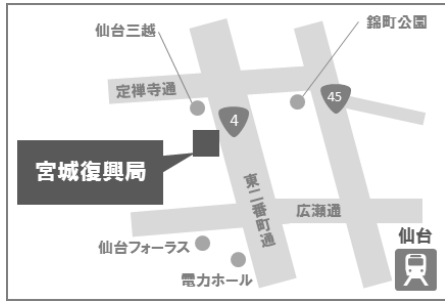 仙台三越
錦町公園
定禅寺通
45
4
宮城復興局
東二番町通
広瀬通
仙台
仙台フォーラス
電力ホール